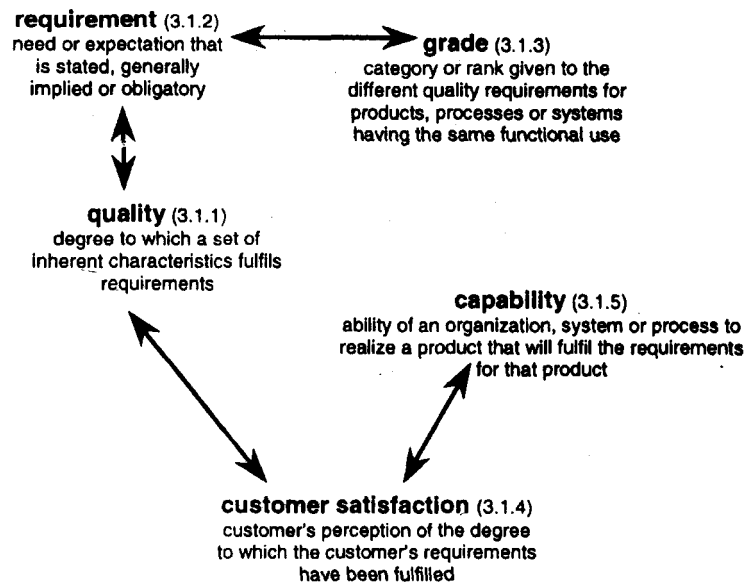 requirement (3.1.2)
need or expectation that
is stated, generally
implied or obligatory
grade (3.1.3)
category or rank given to the
different quality requirements for
products, processes or systems
having the same functional use
quality (3.1.1)
degree to which a set of
inherent characteristics fulfils
requirements
capability (3.1.5)
ability of an organization, system or process to
realize a product that will fulfil the requirements
for that product
customer satisfaction (3.1.4)
customer's perception of the degree
to which the customer's requirements
have been fulfilled